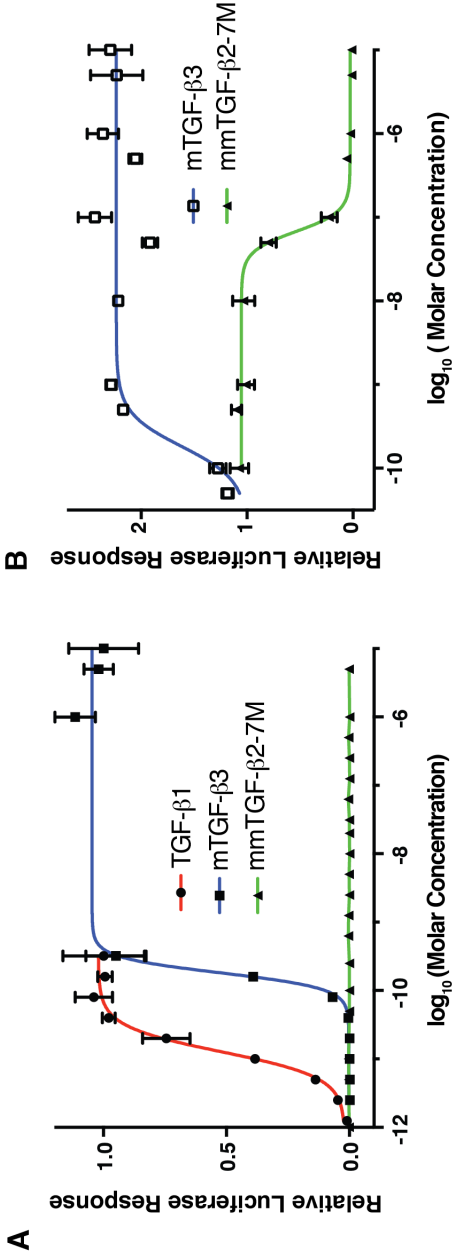 A
Relative Luciferase Response
1.0
0.5
0.0
-12
-10
-8
-6
log10 (Molar Concentration)
TGF-β1
mTGF-β3
mmTGF-β2-7M
B
Relative Luciferase Response
2
1
0
-10
-8
-6
log10 ( Molar Concentration)
mTGF-β3
mmTGF-β2-7M